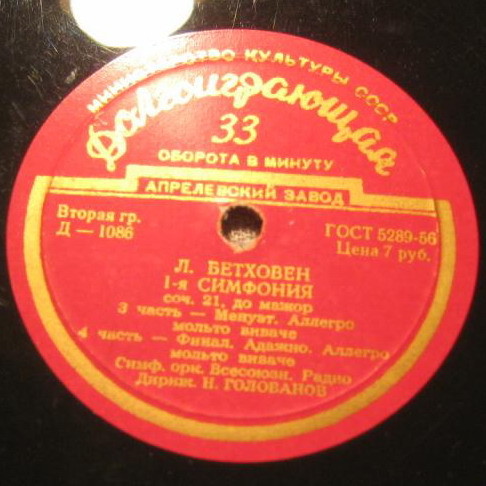 МИНИСТЕРСТВО КУЛЬТУРЫ СССР
Долгоиграющая
33
ОБОРОТА В МИНУТУ
АПРЕЛЕВСКИЙ ЗАВОД
Вторая гр.
Д — 1086
ГОСТ 5289-56
Цена 7 руб.
Л. БЕТХОВЕН
1-я СИМФОНИЯ
соч. 21, до мажор
3 часть — Менуэт. Аллегро
мольто виваче
4 часть — Финал. Адажио. Аллегро
мольто виваче
Симф. орк. Всесоюзн. Радио
Дириж. Н. ГОЛОВАНОВ